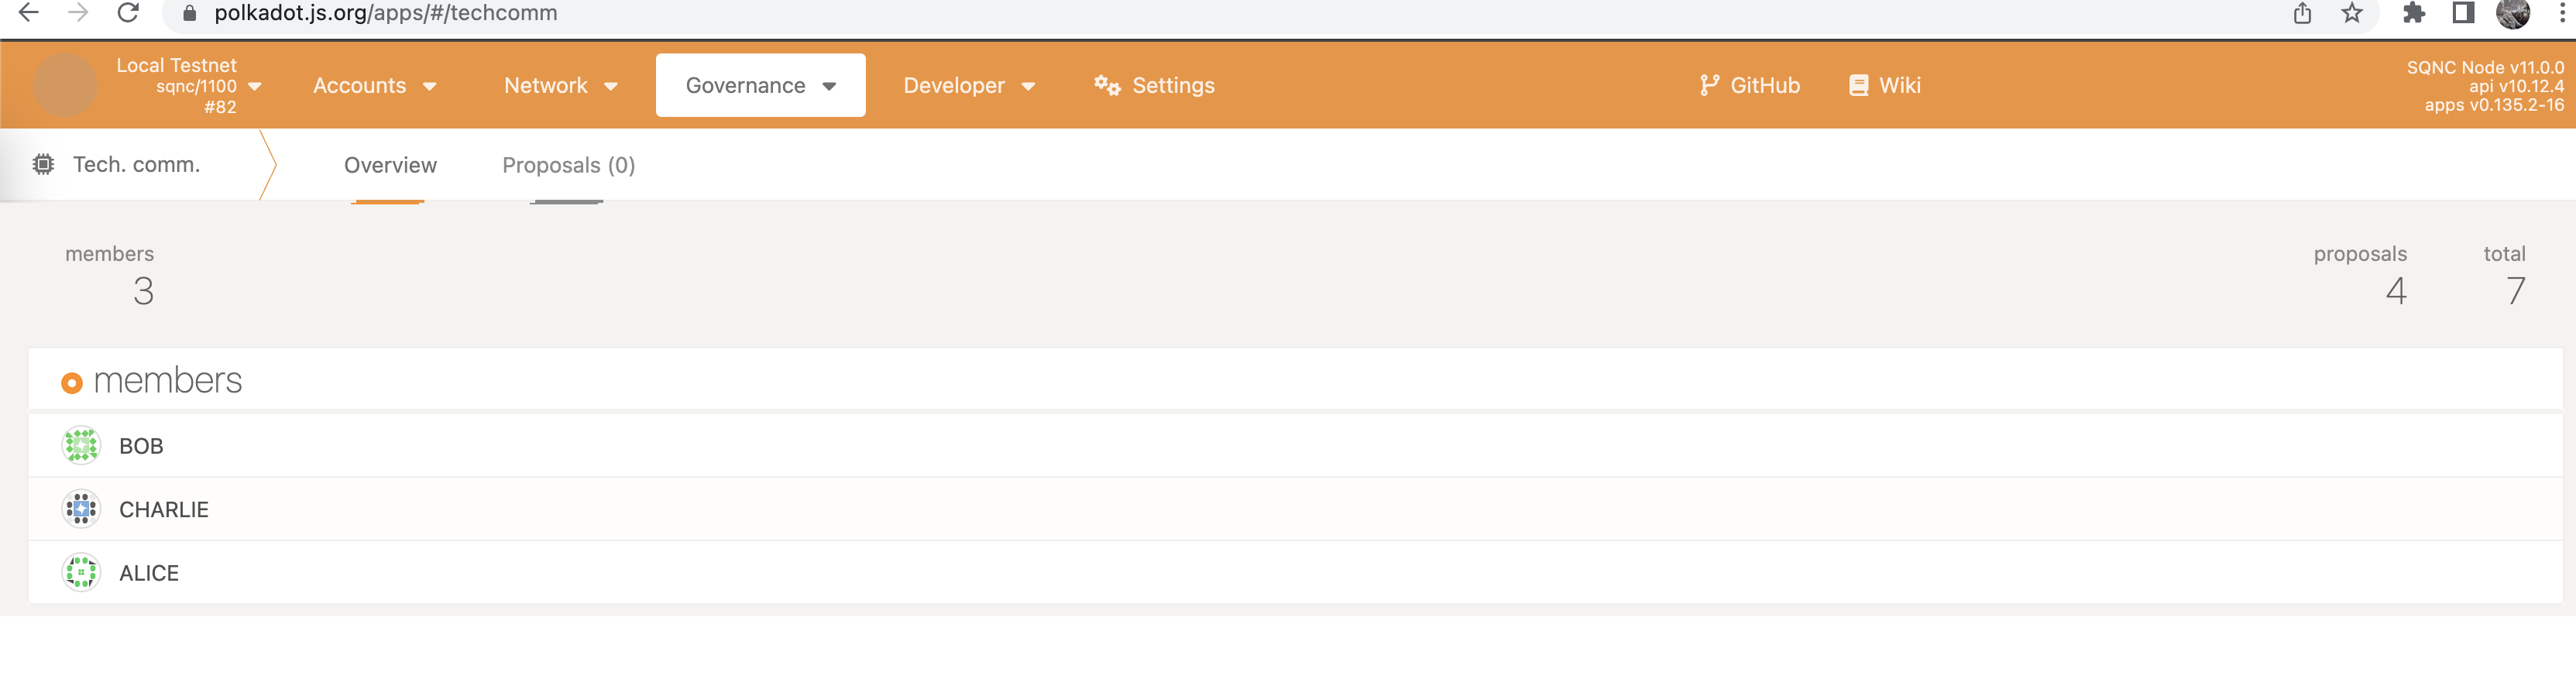 polkadot.js.org/apps/#/techcomm
Local Testnet
sqnc/1100
#82
Accounts
Network
Governance
Developer
Settings
GitHub
Wiki
SQNC Node v11.0.0
api v10.12.4
apps v0.135.2-16
Tech. comm.
Overview
Proposals (0)
members
3
proposals
4
total
7
members
BOB
CHARLIE
ALICE